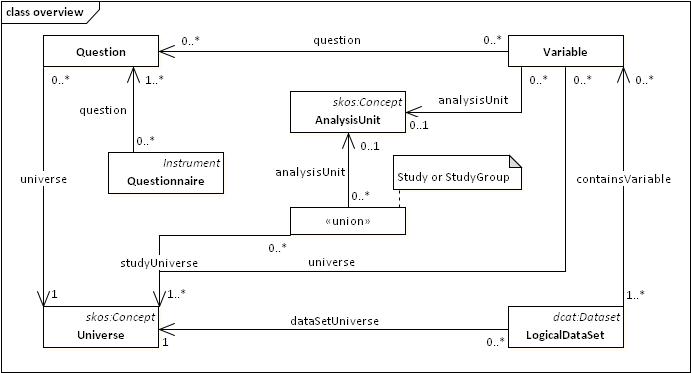 class overview
Question
0..*
question
0..*
Variable
0..*
1..*
0..*
0..*
0..*
skos:Concept
AnalysisUnit
analysisUnit
0..1
question
0..*
0..1
Instrument
Questionnaire
universe
analysisUnit
Study or StudyGroup
containsVariable
0..*
«union»
0..*
studyUniverse
universe
1
1..*
1..*
skos:Concept
Universe
dataSetUniverse
1
0..*
dcat:Dataset
LogicalDataSet